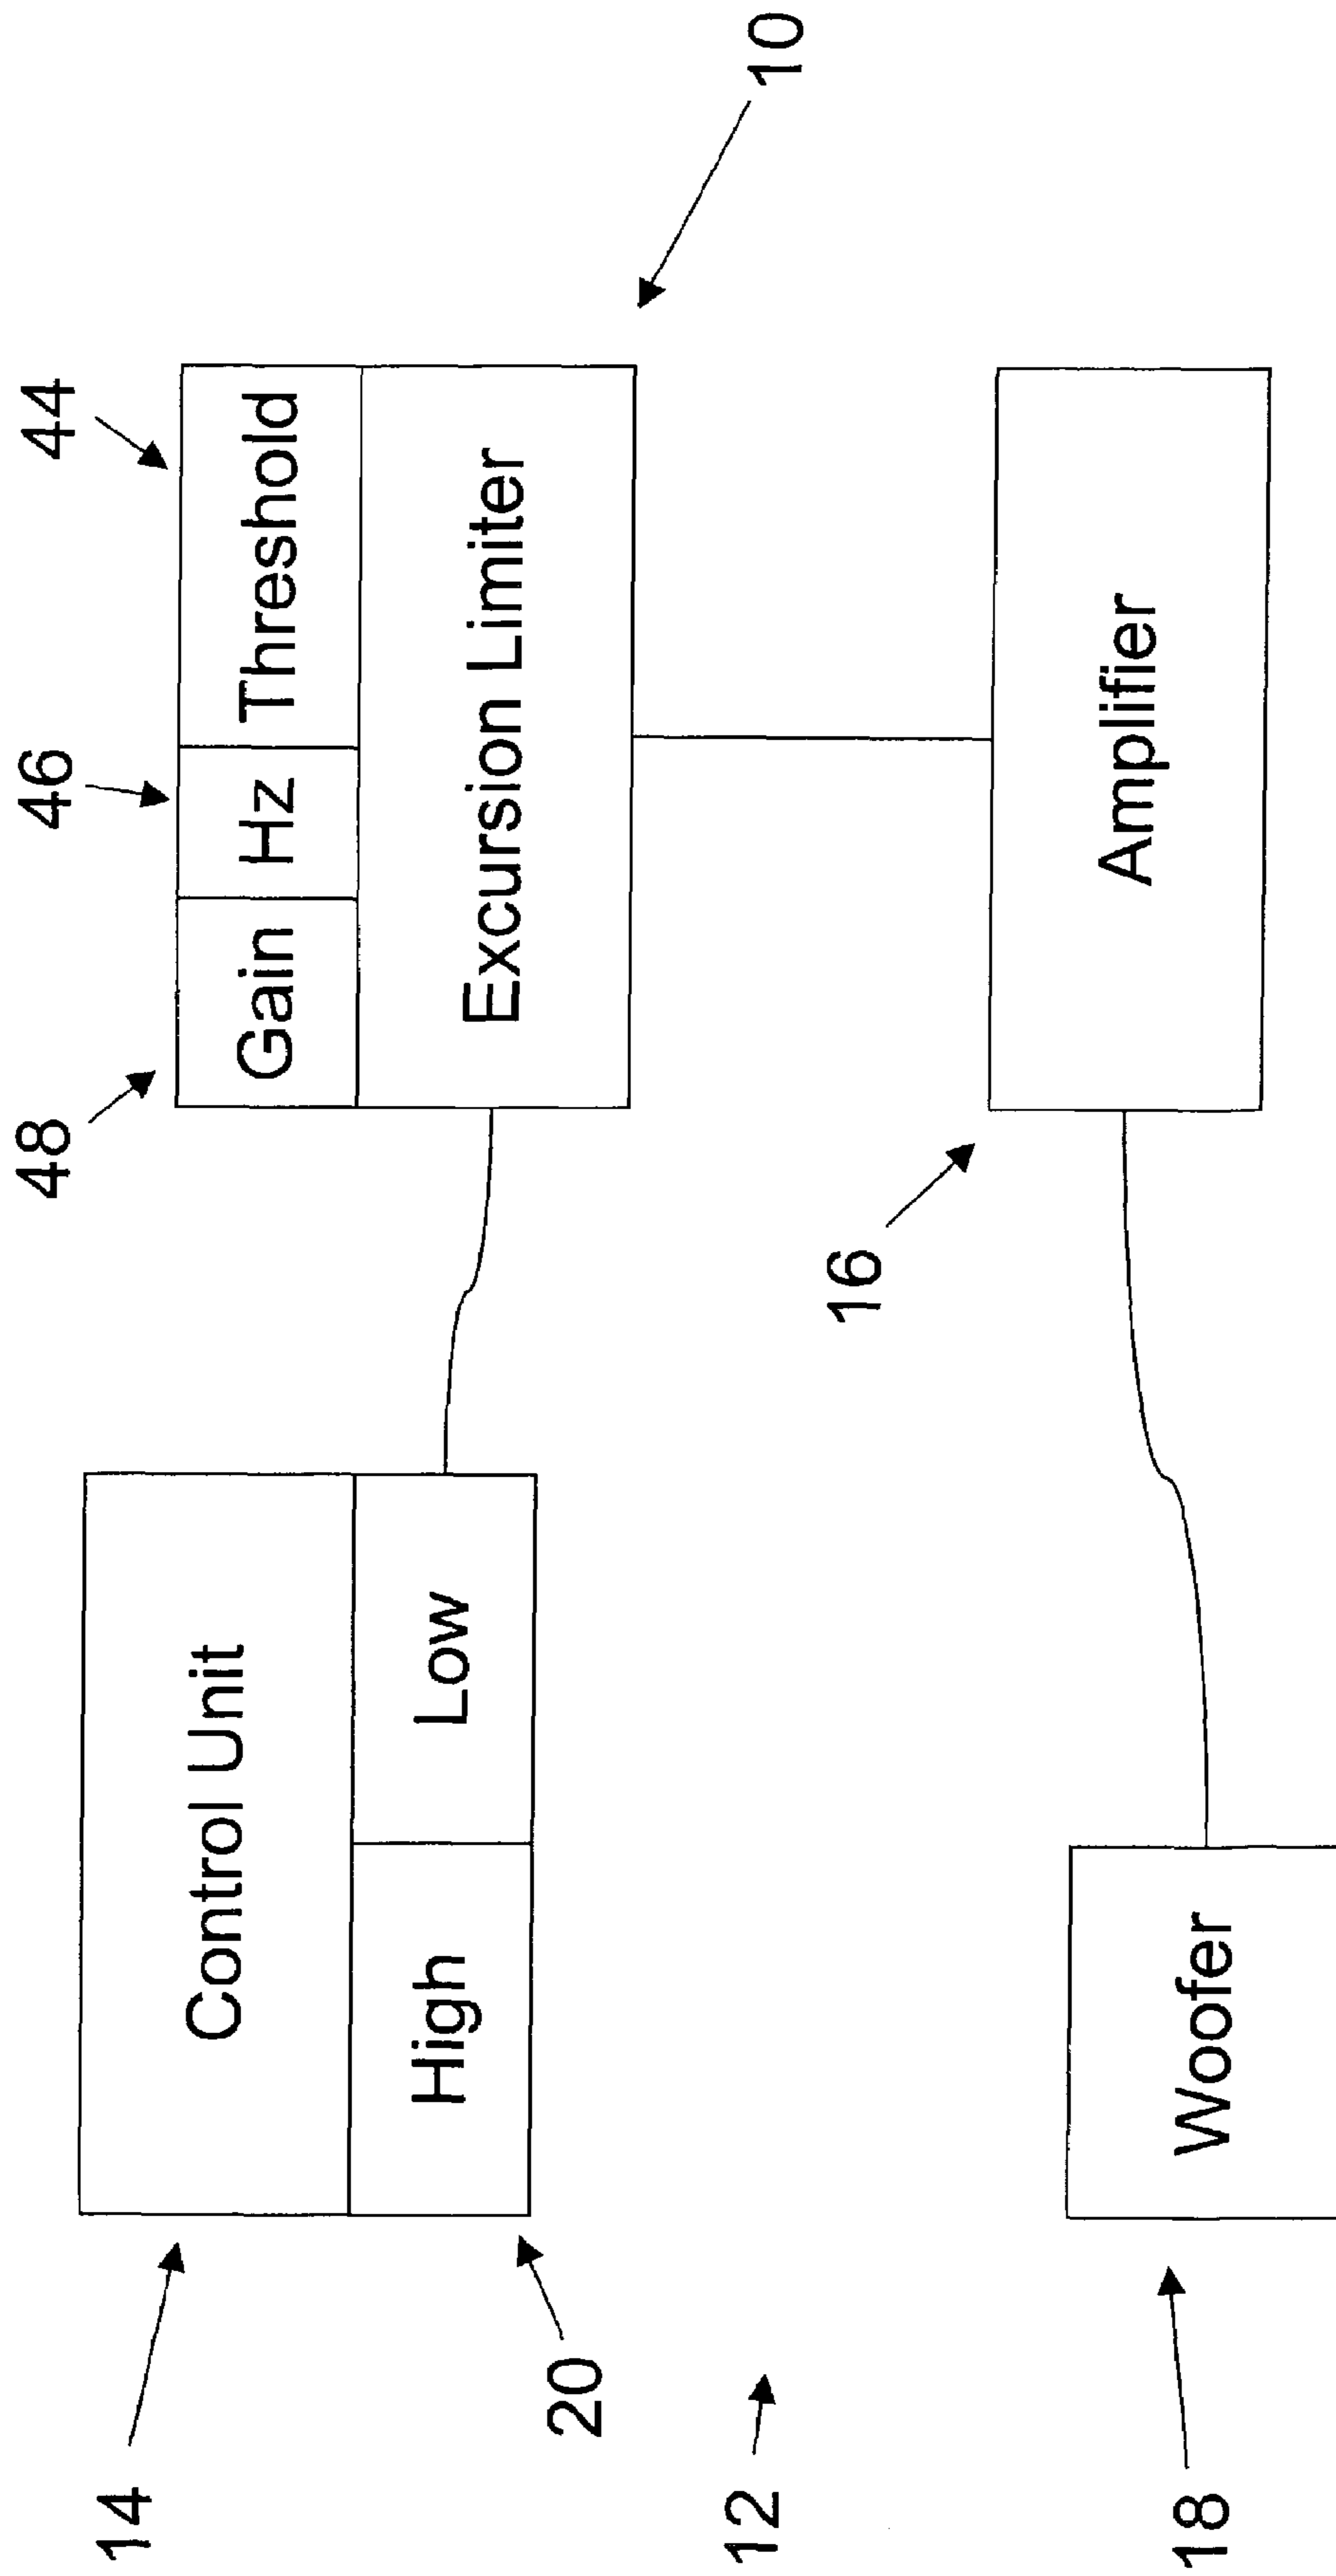 48
46
44
14
Control Unit
High
Low
20
Gain
Hz
Threshold
Excursion Limiter
10
12
16
18
Woofer
Amplifier